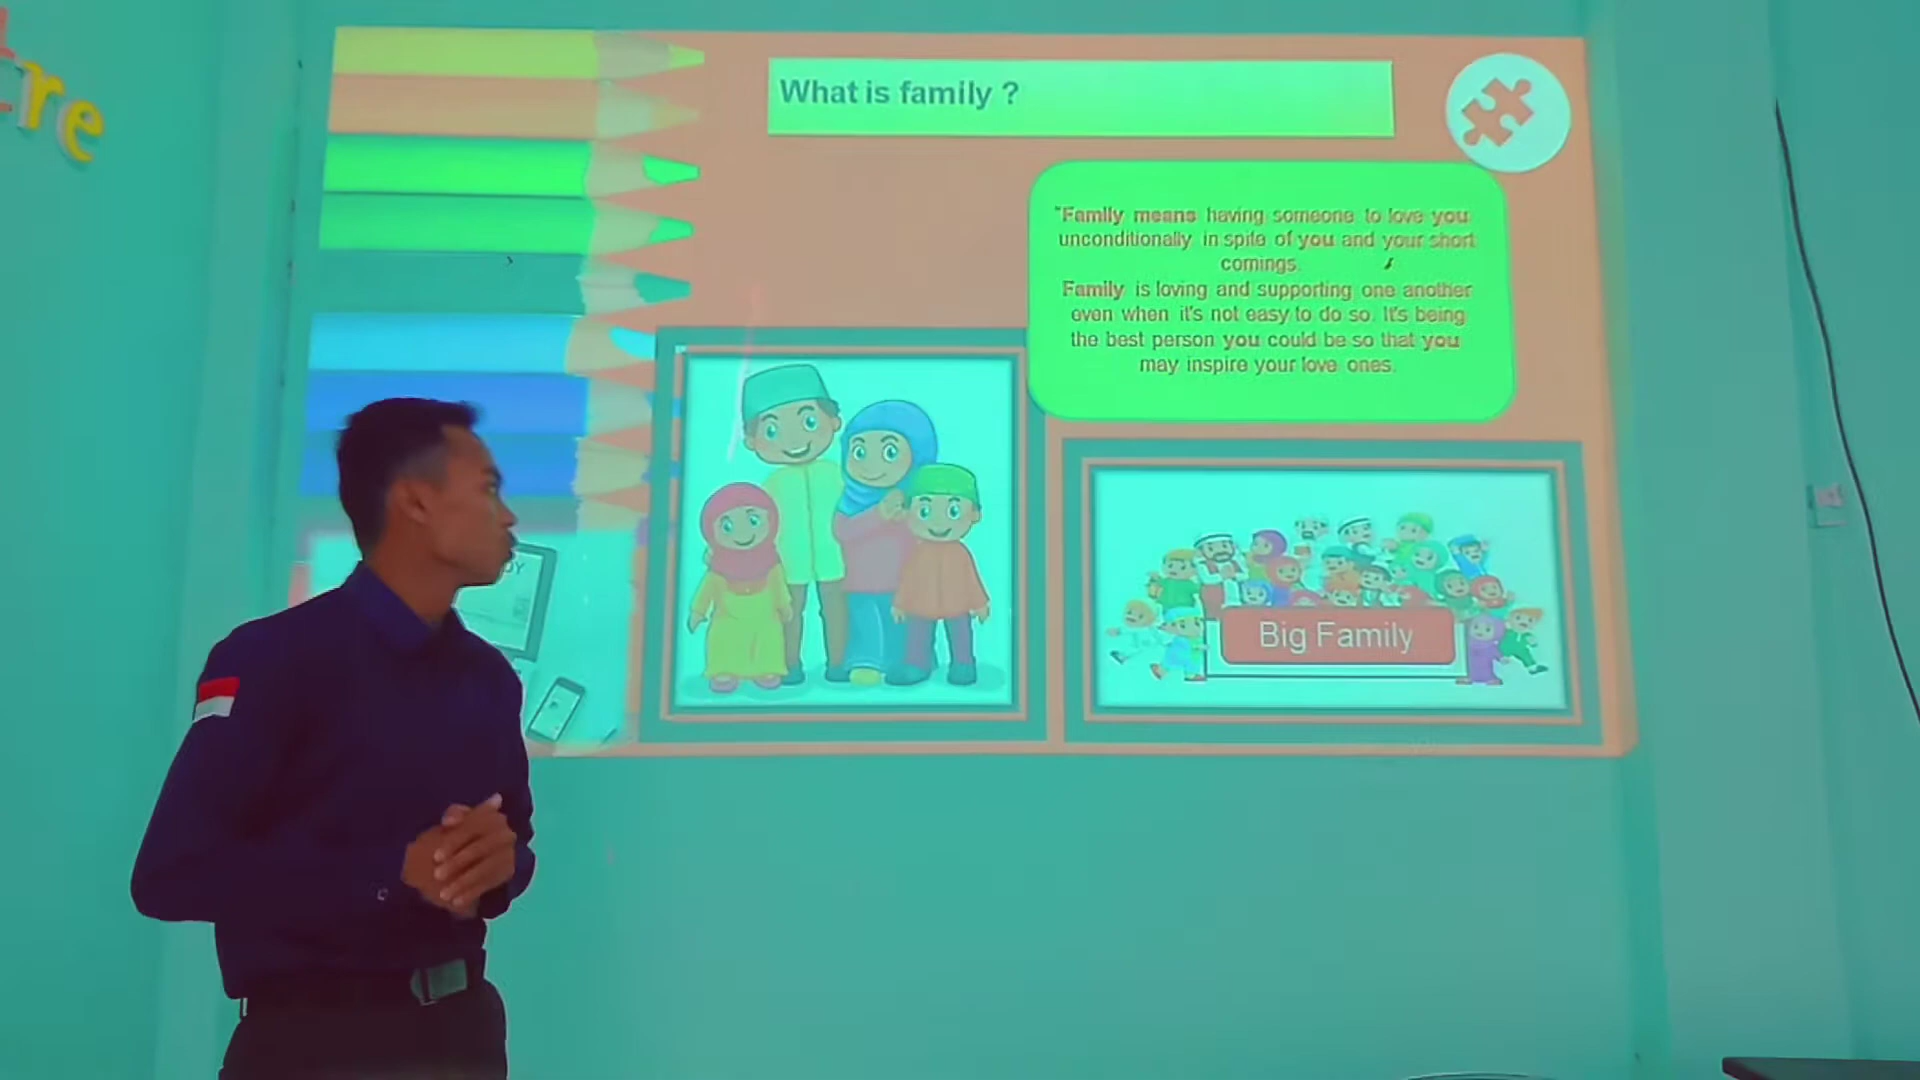 re
What is family ?
"Family means having someone to love you
unconditionally in spite of you and your short
comings.
Family is loving and supporting one another
even when it's not easy to do so. It's being
the best person you could be so that you
may inspire your love ones.
Big Family